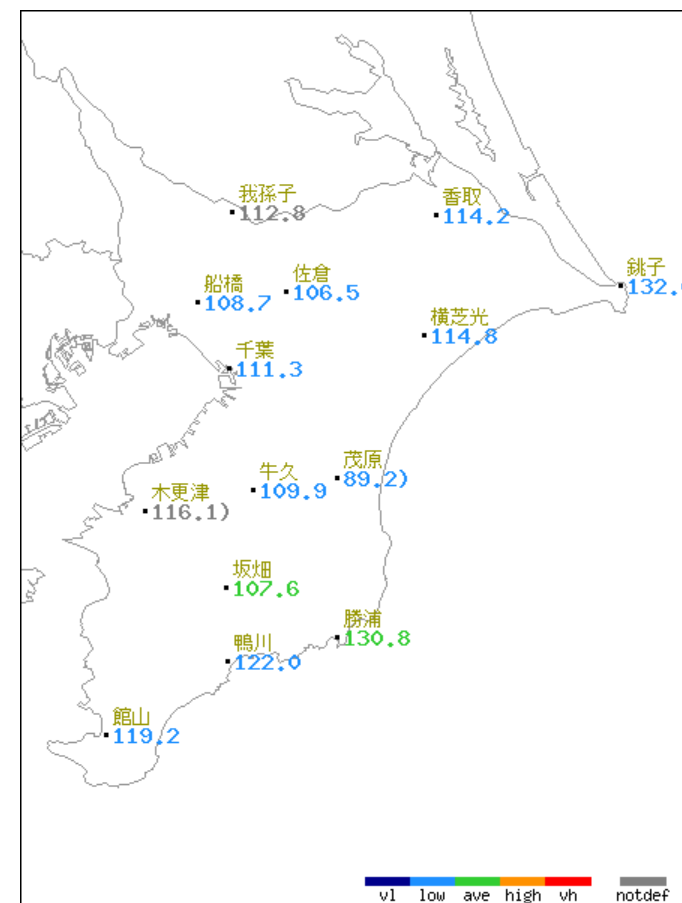 我孫子
112.8
香取
114.2
銚子
132.
船橋
108.7
佐倉
106.5
横芝光
114.8
千葉
111.3
茂原
89.2)
牛久
109.9
木更津
116.1)
坂畑
107.6
勝浦
130.8
鴨川
122.0
館山
119.2
vl low ave high vh notdef